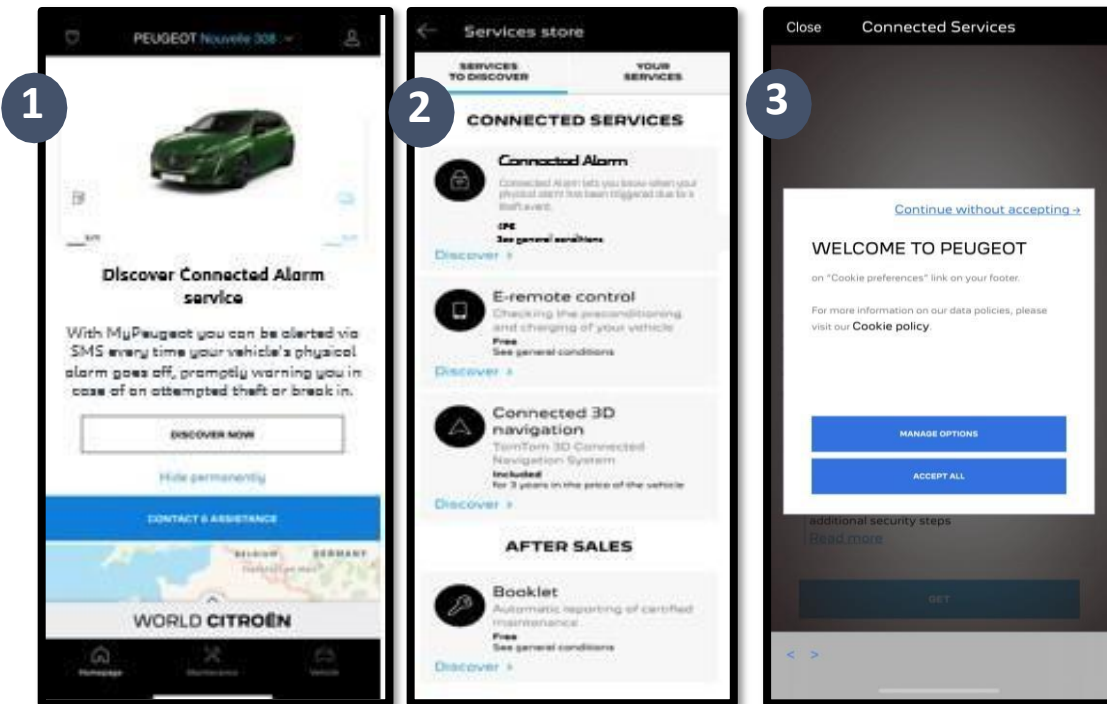 1
PEUGEOT Nouvelle 308
Discover Connected Alarm
service
With MyPeugeot you can be alerted via
SMS every time your vehicle's physical
alarm goes off, promptly warning you in
case of an attempted theft or break in.
DISCOVER NOW
Hide permanently
CONTACT & ASSISTANCE
BELGIUM GERMANY
WORLD CITROËN
Homepage
Maintenance
Vehicle
2
Services store
SERVICES
TO DISCOVER
YOUR
SERVICES
CONNECTED SERVICES
Connected Alarm
Connected Alarm lets you know when your
physical alarm has been triggered due to a
theft event.
See general conditions
Discover >
E-remote control
Checking the preconditioning
and charging of your vehicle
Free
See general conditions
Discover >
Connected 3D
navigation
TomTom 3D Connected
Navigation System
Included
for 3 years in the price of the vehicle
Discover >
AFTER SALES
Booklet
Automatic reporting of certified
maintenance
Free
See general conditions
Discover >
3
Close Connected Services
Continue without accepting →
WELCOME TO PEUGEOT
on "Cookie preferences" link on your footer.
For more information on our data policies, please
visit our Cookie policy.
MANAGE OPTIONS
ACCEPT ALL
additional security steps
Read more
GET
< >